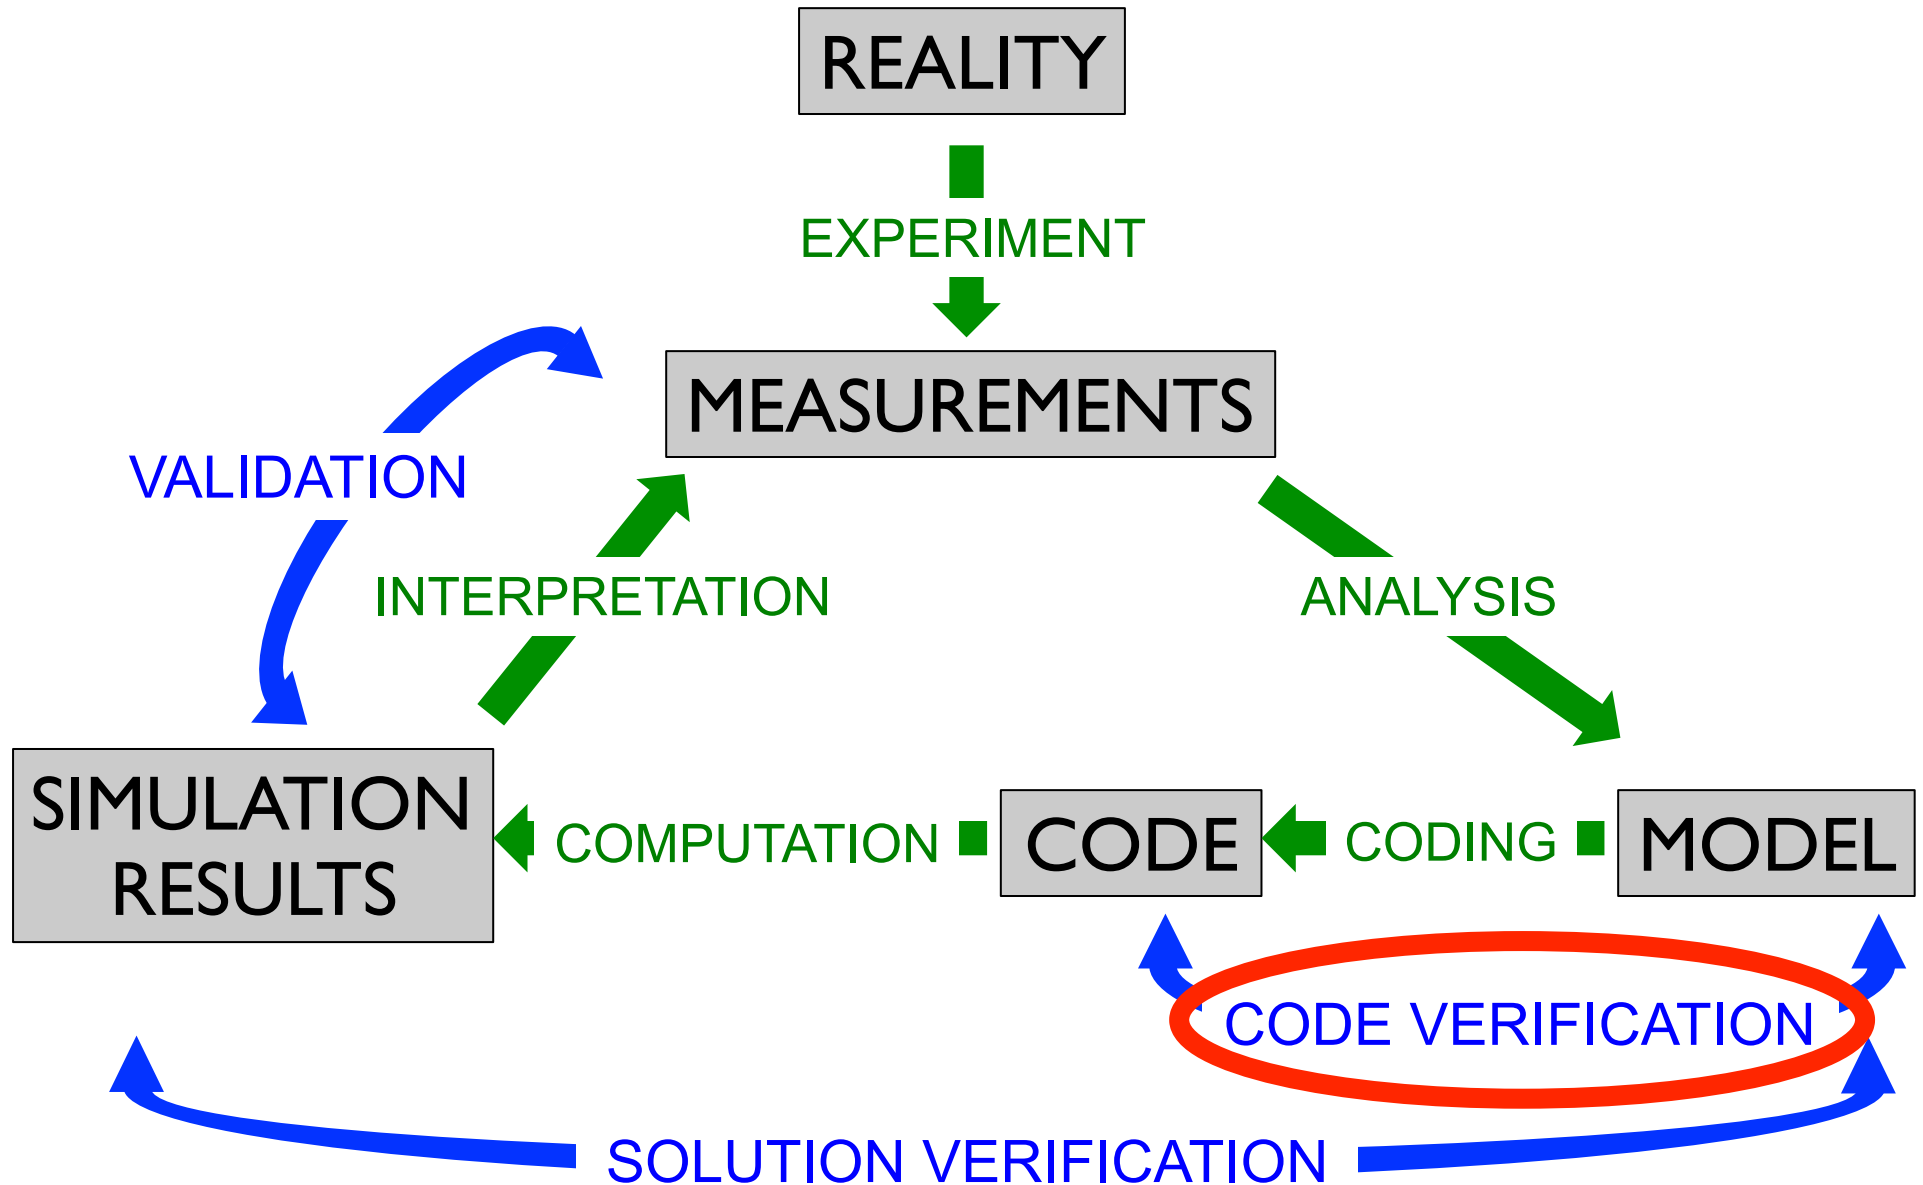 REALITY
EXPERIMENT
MEASUREMENTS
VALIDATION
INTERPRETATION
ANALYSIS
SIMULATION
RESULTS
COMPUTATION
CODE
CODING
MODEL
CODE VERIFICATION
SOLUTION VERIFICATION